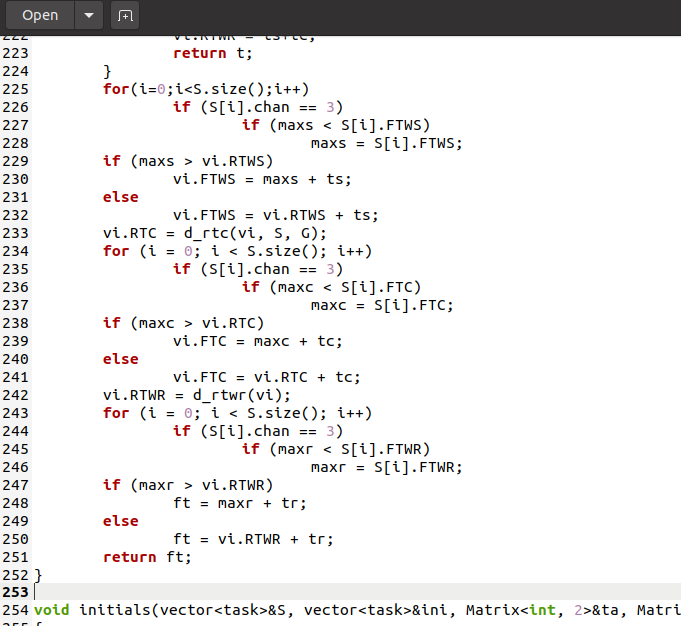 Open
222 vi.RTWR = ts+tc;
223 return t;
224 }
225 for(i=0;i<S.size();i++)
226 if (S[i].chan == 3)
227 if (maxs < S[i].FTWS)
228 maxs = S[i].FTWS;
229 if (maxs > vi.RTWS)
230 vi.FTWS = maxs + ts;
231 else
232 vi.FTWS = vi.RTWS + ts;
233 vi.RTC = d_rtc(vi, S, G);
234 for (i = 0; i < S.size(); i++)
235 if (S[i].chan == 3)
236 if (maxc < S[i].FTC)
237 maxc = S[i].FTC;
238 if (maxc > vi.RTC)
239 vi.FTC = maxc + tc;
240 else
241 vi.FTC = vi.RTC + tc;
242 vi.RTWR = d_rtwr(vi);
243 for (i = 0; i < S.size(); i++)
244 if (S[i].chan == 3)
245 if (maxr < S[i].FTWR)
246 maxr = S[i].FTWR;
247 if (maxr > vi.RTWR)
248 ft = maxr + tr;
249 else
250 ft = vi.RTWR + tr;
251 return ft;
252 }
253
254 void initials(vector<task>&S, vector<task>&ini, Matrix<int, 2>&ta, Matri